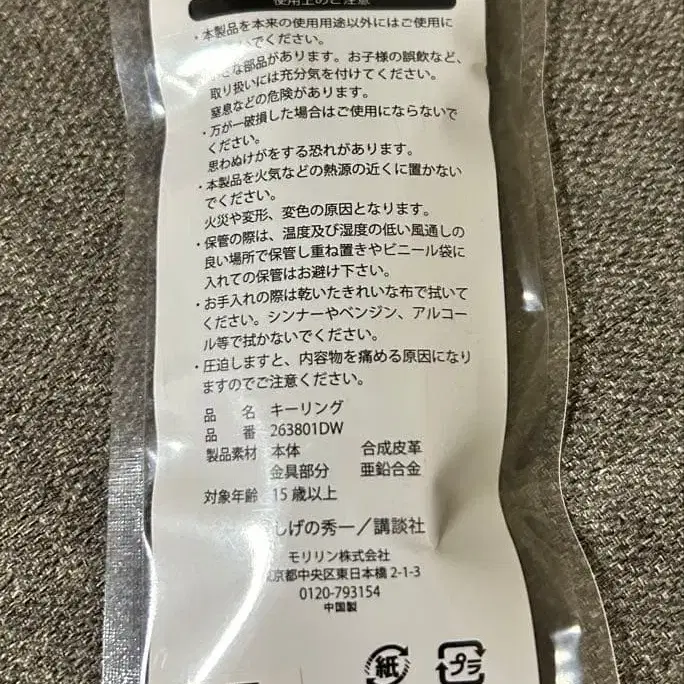 使用上のご注意
・本製品を本来の使用用途以外にはご使用に
でください。
な部品があります。お子様の誤飲など、
取り扱いには充分気を付けてください。
窒息などの危険があります。
・万が一破損した場合はご使用にならないで
ください。
思わぬけがをする恐れがあります。
・本製品を火気などの熱源の近くに置かない
でください。
火災や変形、変色の原因となります。
・保管の際は、温度及び湿度の低い風通しの
良い場所で保管し重ね置きやビニール袋に
入れての保管はお避け下さい。
・お手入れの際は乾いたきれいな布で拭いて
ください。シンナーやベンジン、アルコー
ル等で拭かないでください。
・圧迫しますと、内容物を痛める原因になり
ますのでご注意ください。
品 名 キーリング
品 番 263801DW
製品素材 本体 合成皮革
金具部分 亜鉛合金
対象年齢 15歳以上
しげの秀一／講談社
モリリン株式会社
京都中央区東日本橋2-1-3
0120-793154
中国製
紙 プラ